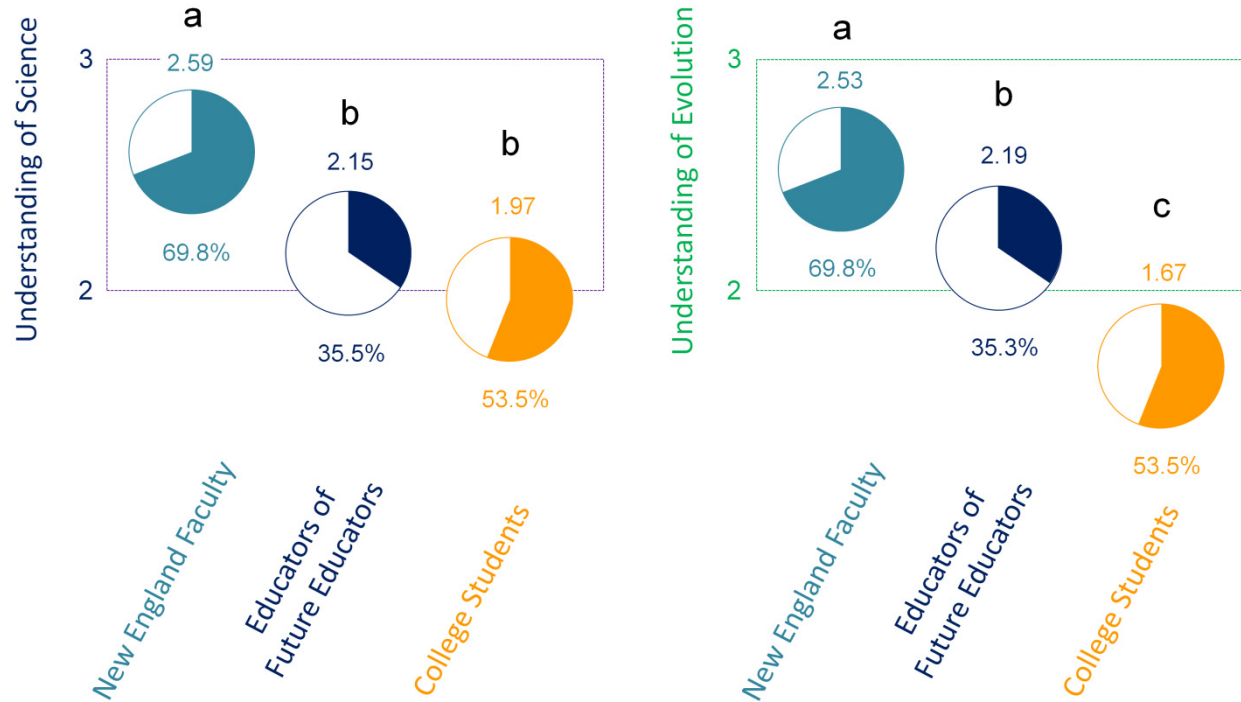 Understanding of Science
3
2
a
2.59
69.8%
b
2.15
35.5%
b
1.97
53.5%
New England Faculty
Educators of
Future Educators
College Students
Understanding of Evolution
3
2
a
2.53
69.8%
b
2.19
35.3%
c
1.67
53.5%
New England Faculty
Educators of
Future Educators
College Students